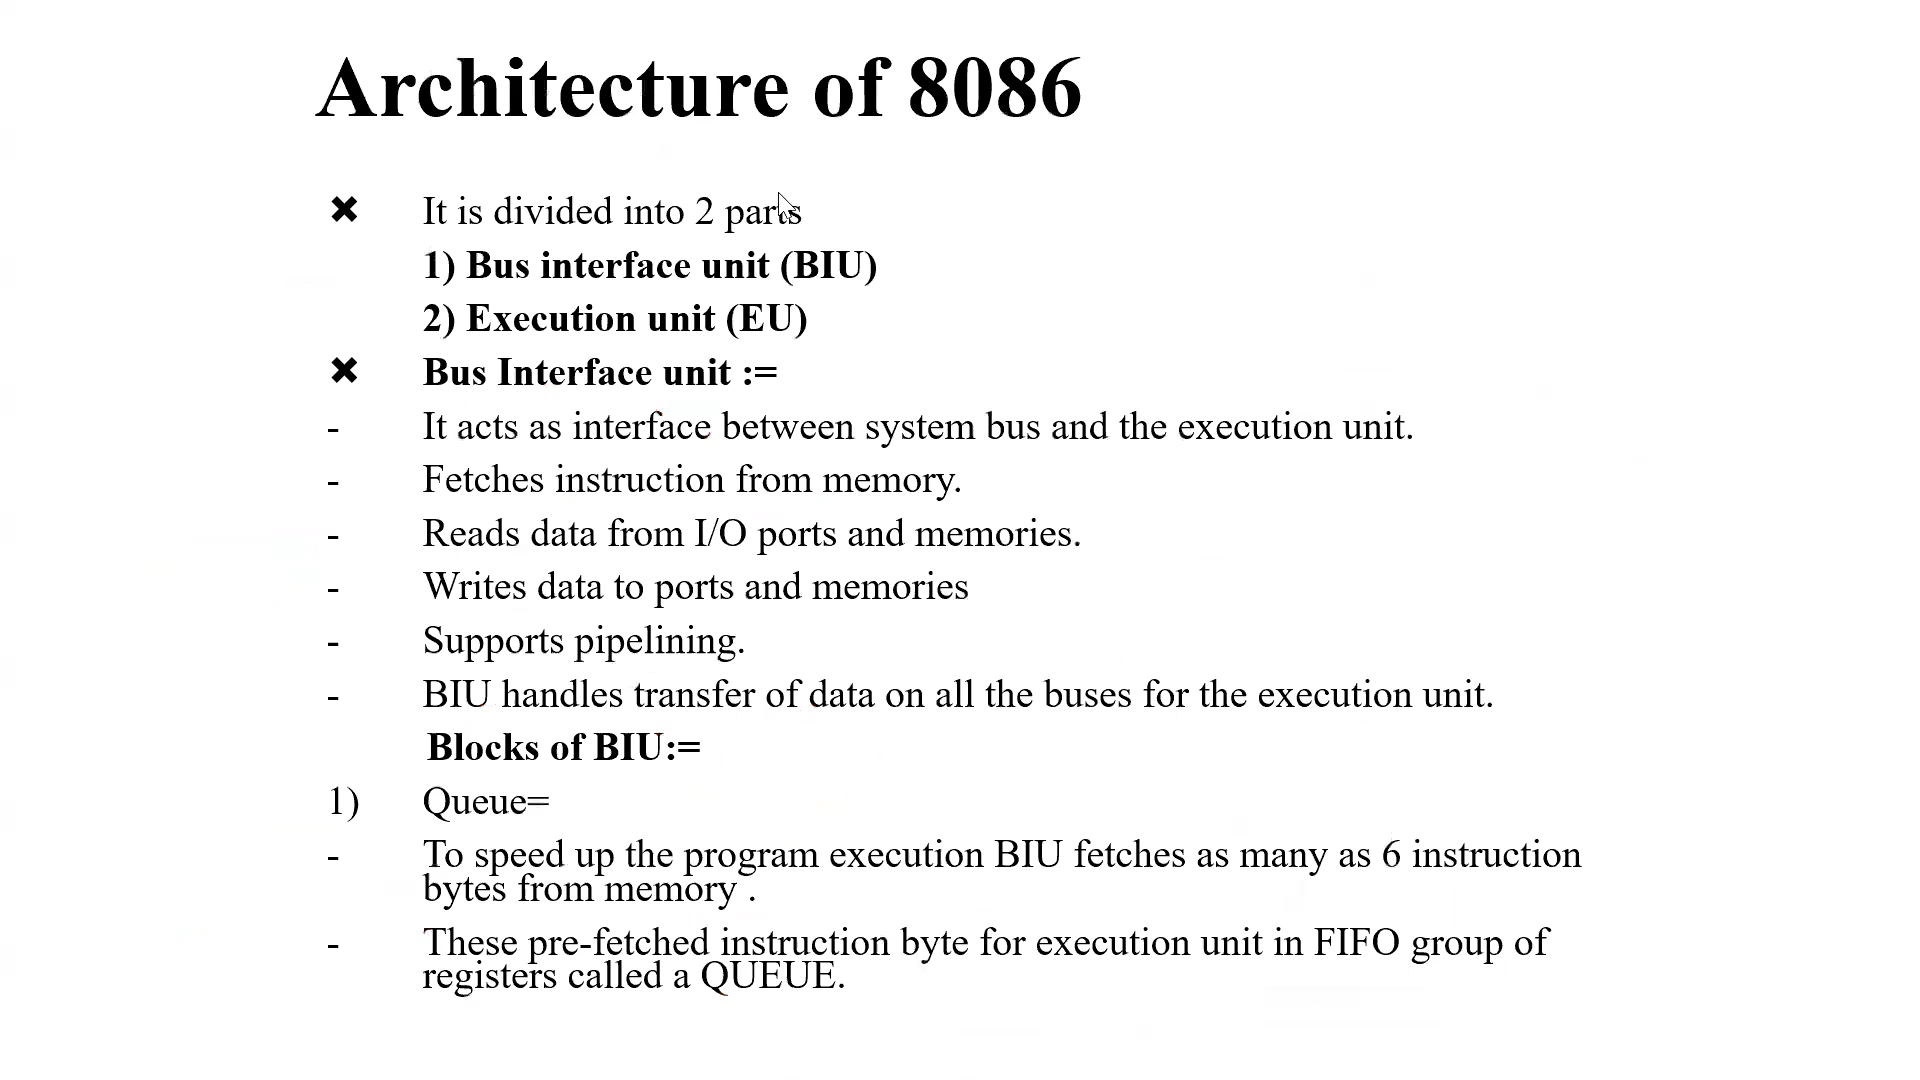 Architecture of 8086
✖ It is divided into 2 parts
1) Bus interface unit (BIU)
2) Execution unit (EU)
✖ Bus Interface unit :=
- It acts as interface between system bus and the execution unit.
- Fetches instruction from memory.
- Reads data from I/O ports and memories.
- Writes data to ports and memories
- Supports pipelining.
- BIU handles transfer of data on all the buses for the execution unit.
Blocks of BIU:=
1) Queue=
- To speed up the program execution BIU fetches as many as 6 instruction
bytes from memory .
- These pre-fetched instruction byte for execution unit in FIFO group of
registers called a QUEUE.